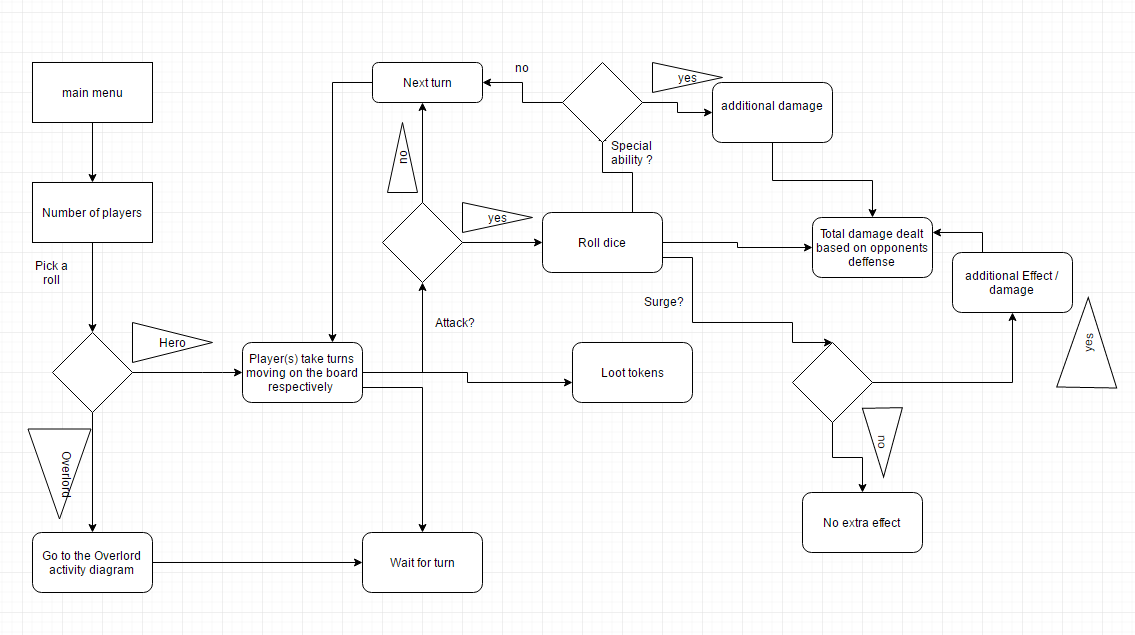 main menu
Number of players
Pick a
roll
Hero
Overlord
Go to the Overlord
activity diagram
Player(s) take turns
moving on the board
respectively
Wait for turn
Attack?
no
Next turn
yes
Roll dice
Loot tokens
Special
ability ?
no
yes
additional damage
Total damage dealt
based on opponents
deffense
Surge?
yes
additional Effect /
damage
no
No extra effect